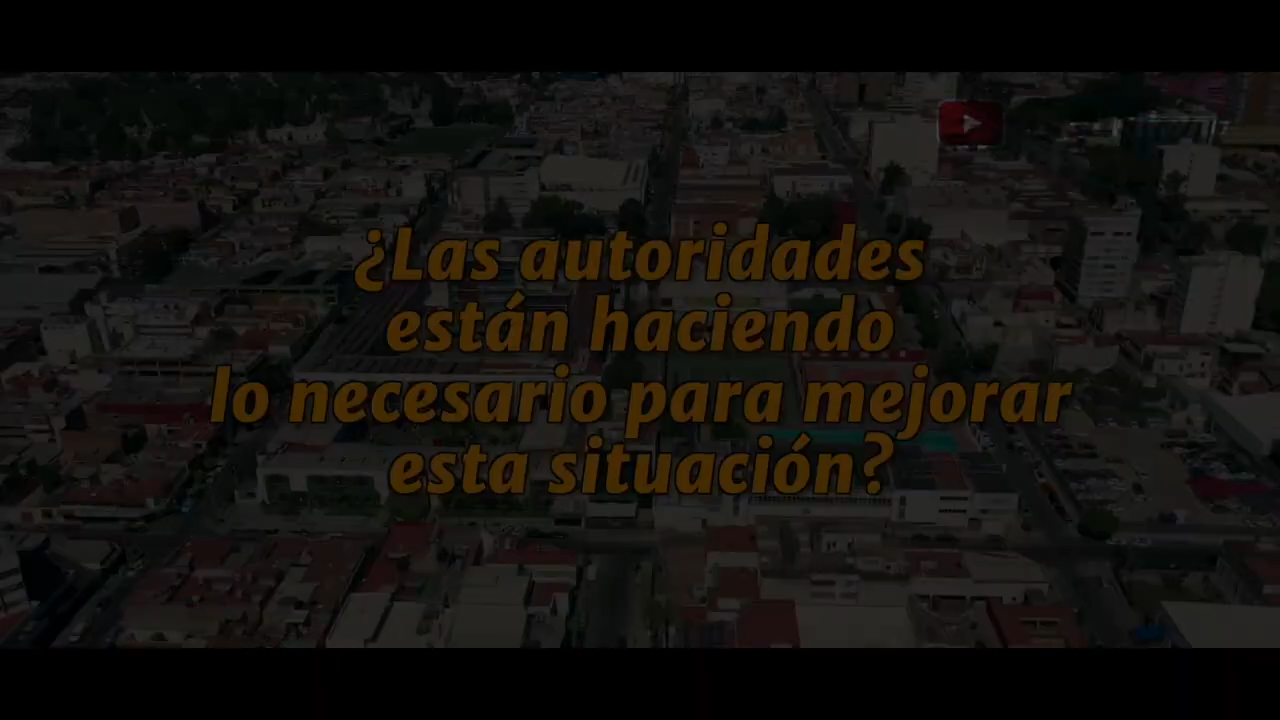 ¿Las autoridades
están haciendo
lo necesario para mejorar
esta situación?